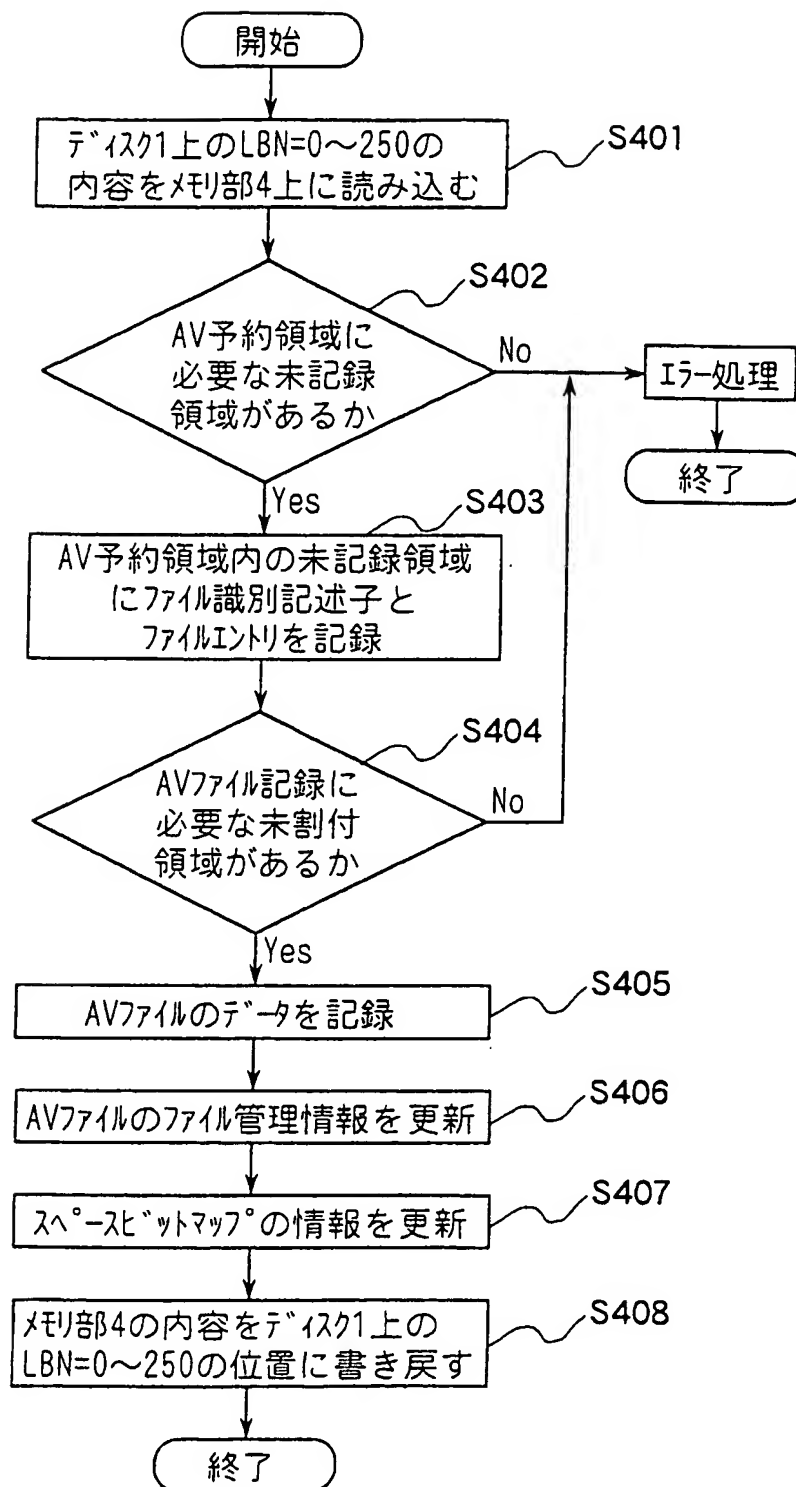 開始
ディスク1上のLBN=0〜250の
内容をメモリ部4上に読み込む
S401
S402
AV予約領域に
必要な未記録
領域があるか
No
エラー処理
終了
Yes
S403
AV予約領域内の未記録領域
にファイル識別記述子と
ファイルエントリを記録
S404
AVファイル記録に
必要な未割付
領域があるか
No
Yes
S405
AVファイルのデータを記録
S406
AVファイルのファイル管理情報を更新
S407
スペースビットマップの情報を更新
S408
メモリ部4の内容をディスク1上の
LBN=0〜250の位置に書き戻す
終了